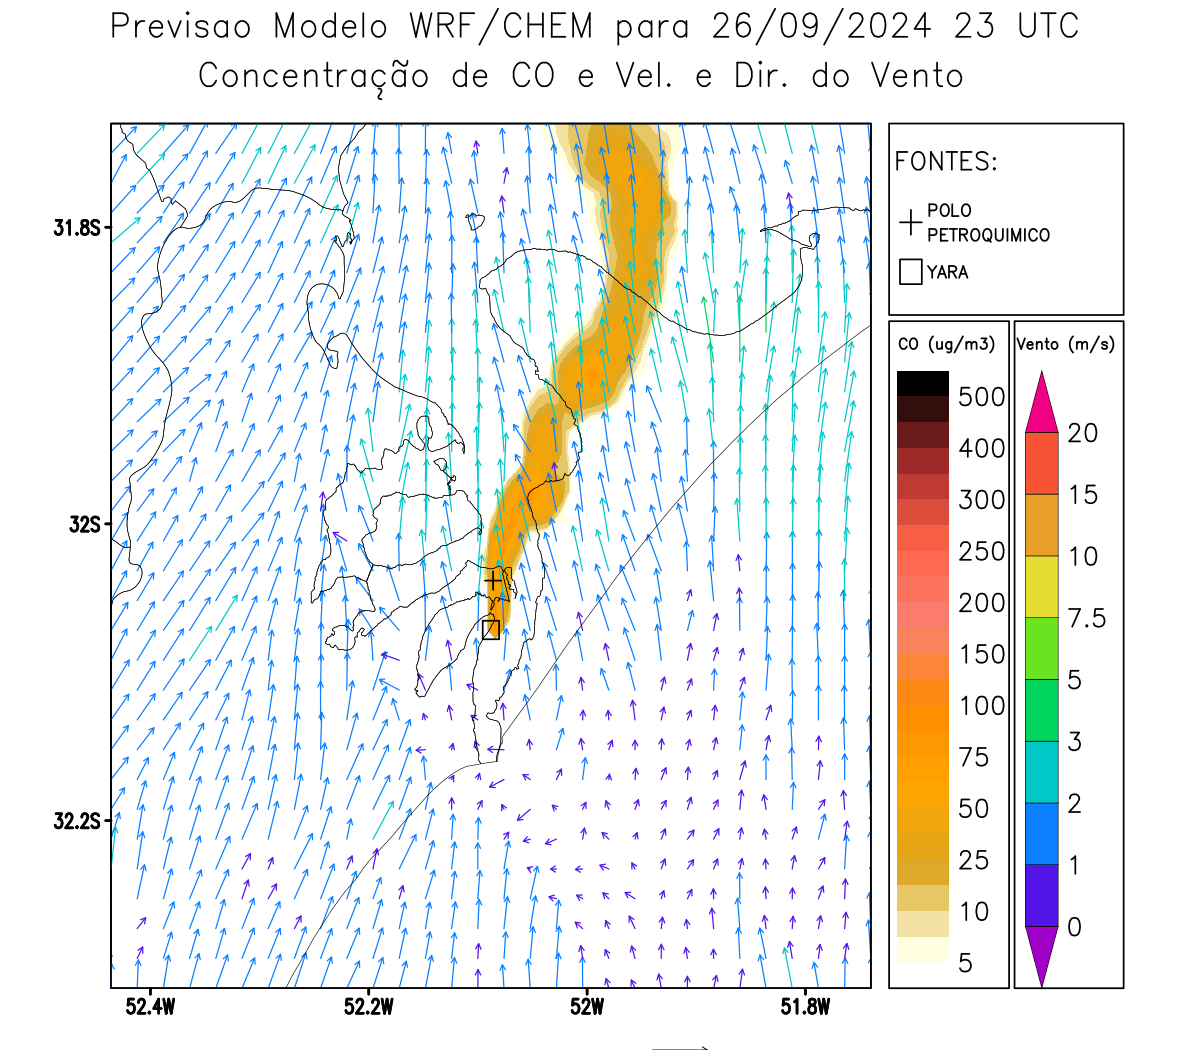 Previsao Modelo WRF/CHEM para 26/09/2024 23 UTC
Concentração de CO e Vel. e Dir. do Vento
FONTES:
POLO
PETROQUIMICO
YARA
CO (ug/m3)
500
400
300
250
200
150
100
75
50
25
10
5
Vento (m/s)
20
15
10
7.5
5
3
2
1
0
31.8S
32S
32.2S
52.4W
52.2W
52W
51.8W